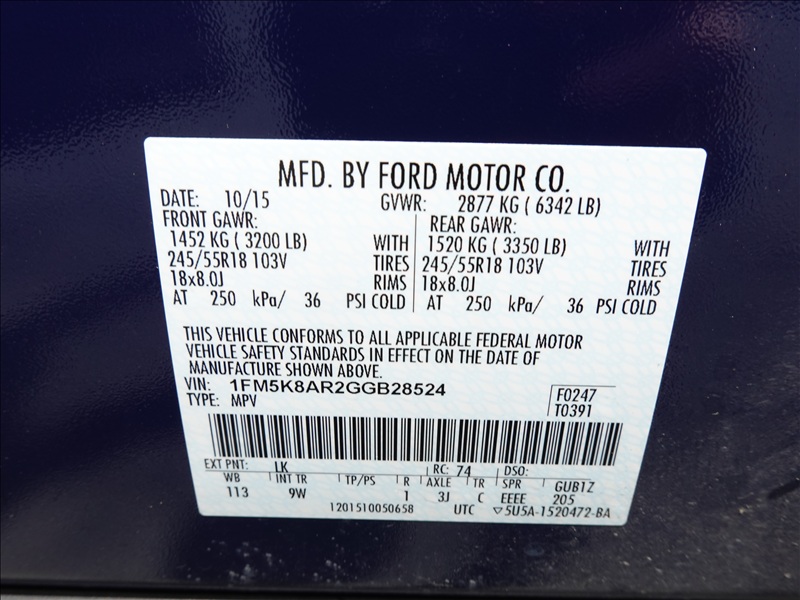 MFD. BY FORD MOTOR CO.
DATE: 10/15 GVWR: 2877 KG ( 6342 LB)
FRONT GAWR: REAR GAWR:
1452 KG ( 3200 LB) WITH 1520 KG ( 3350 LB) WITH
245/55R18 103V TIRES 245/55R18 103V TIRES
18x8.0J RIMS 18x8.0J RIMS
AT 250 kPa/ 36 PSI COLD AT 250 kPa/ 36 PSI COLD
THIS VEHICLE CONFORMS TO ALL APPLICABLE FEDERAL MOTOR
VEHICLE SAFETY STANDARDS IN EFFECT ON THE DATE OF
MANUFACTURE SHOWN ABOVE.
VIN: 1FM5K8AR2GGB28524 F0247
TYPE: MPV T0391
EXT PNT: LK RC: 74 DSO:
WB INT TR TP/PS R AXLE TR SPR GUB1Z
113 9W 1 3J C EEEE 205
1201510050658 UTC ▽5U5A-1520472-BA